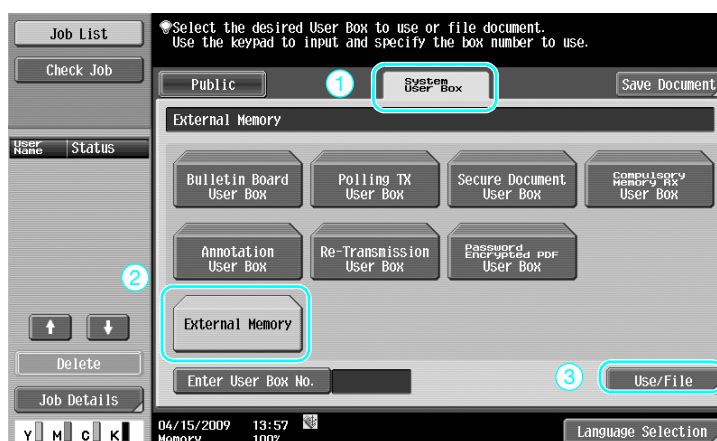 Job List
Check Job
User Name
Status
Delete
Job Details
Y M C K
Select the desired User Box to use or file document.
Use the keypad to input and specify the box number to use.
Public
1
System
User Box
Save Document
External Memory
Bulletin Board
User Box
Polling TX
User Box
Secure Document
User Box
Compulsory
Memory RX
User Box
Annotation
User Box
Re-Transmission
User Box
Password
Encrypted PDF
User Box
2
External Memory
Enter User Box No.
3
Use/File
04/15/2009 13:57
Memory 100%
Language Selection